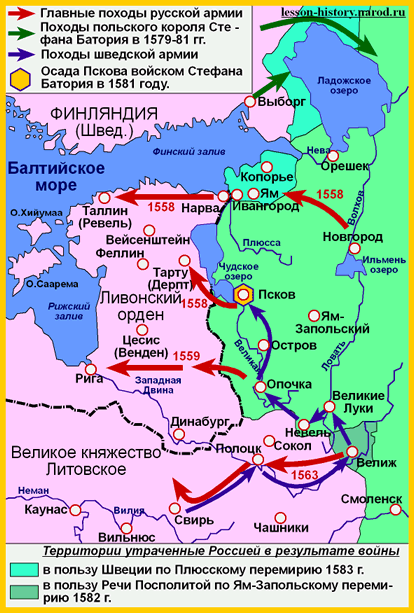 lesson-history.narod.ru
Главные походы русской армии
Походы польского короля Сте -
фана Батория в 1579-81 гг.
Походы шведской армии
Осада Пскова войском Стефана
Батория в 1581 году.
Ладожское
озеро
Выборг
ФИНЛЯНДИЯ
(Швед.)
Финский залив
Нева
Орешек
Балтийское
море
Копорье
Ям
1558
Ивангород
Нарва
1558
Таллин
(Ревель)
Волхов
Новгород
О.Хийумаа
Вейсенштейн
Плюсса
Ильмень
озеро
Феллин
Тарту
(Дерпт)
Чудское
озеро
О.Саарема
Псков
1558
Ливонский
орден
Рижский
залив
Ям-
Запольский
Цесис
(Венден)
Остров
Великая
Ловать
1559
Рига
Западная
Двина
Опочка
Великие
Луки
Динабург
Невель
Сокол
Полоцк
Велиж
1563
Великое княжество
Литовское
Неман
Каунас
Вилия
Вильнюс
Свирь
Чашники
Смоленск
Территории утраченные Россией в результате войны
в пользу Швеции по Плюсскому перемирию 1583 г.
в пользу Речи Посполитой по Ям-Запольскому переми-
рию 1582 г.